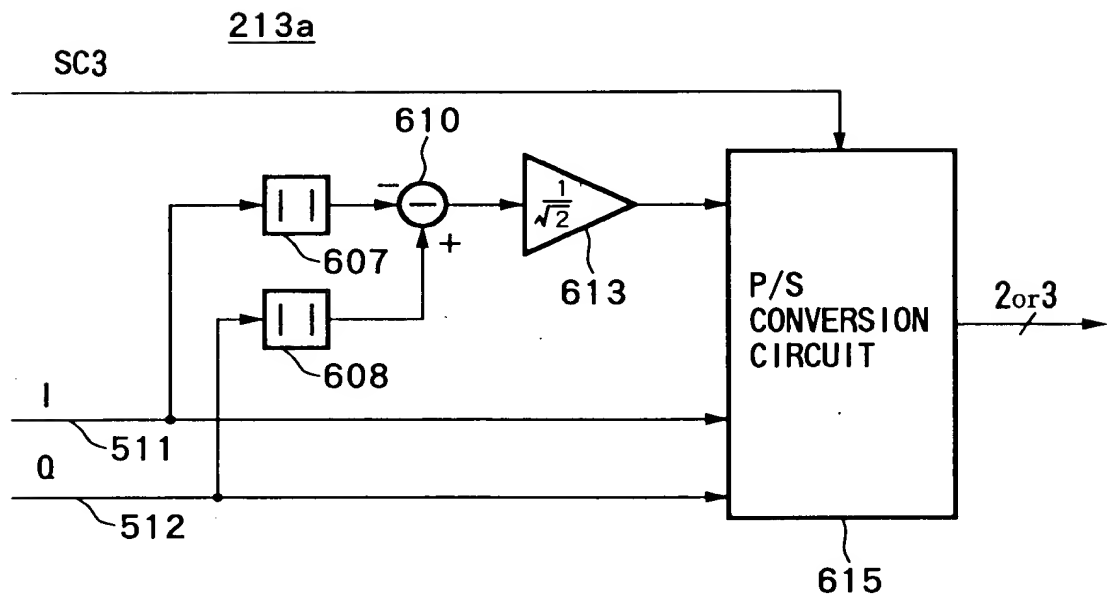 213a
SC3
610
−
−
1
√2
| |
607
+
613
P/S
CONVERSION
CIRCUIT
2or3
| |
608
I
511
Q
512
615